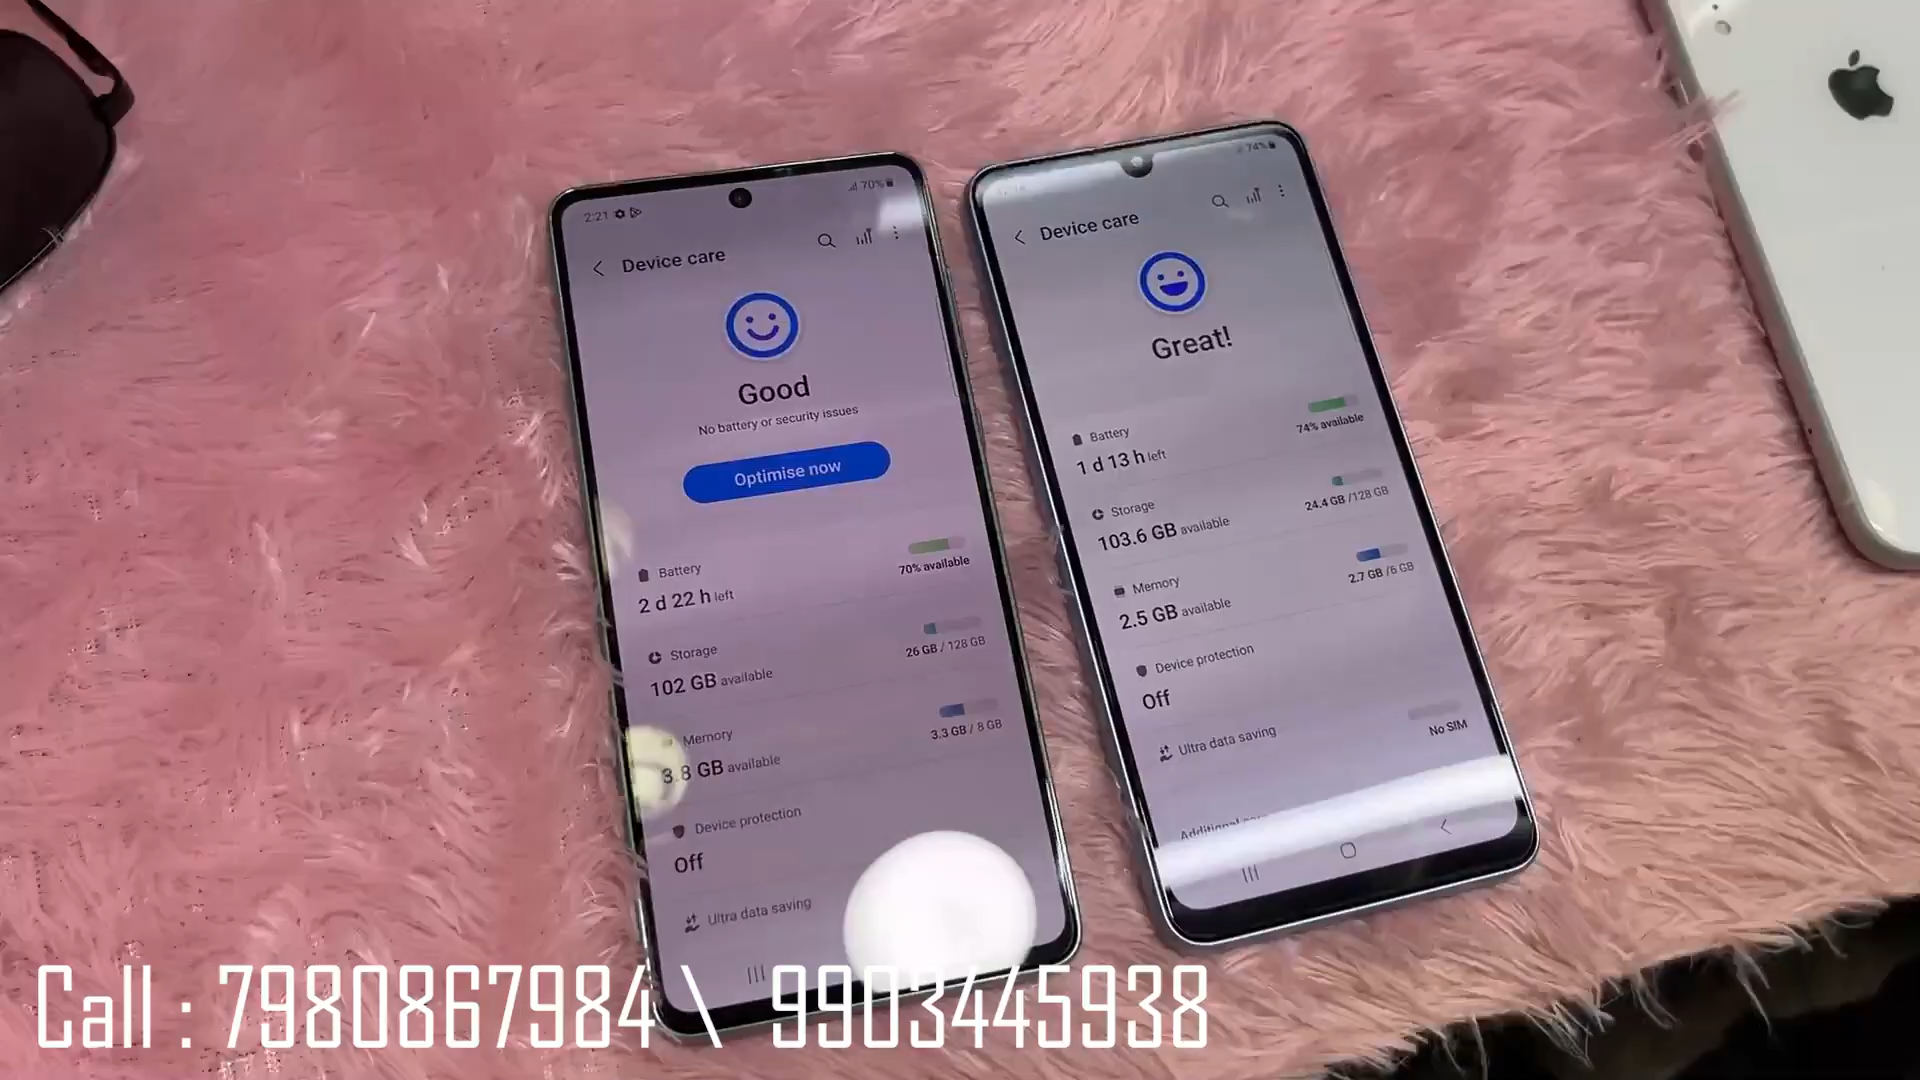 2:21
70%
Device care
Good
No battery or security issues
Optimise now
Battery
70% available
2 d 22 h left
Storage
26 GB / 128 GB
102 GB available
Memory
3.3 GB / 8 GB
3.8 GB available
Device protection
Off
Ultra data saving
74%
Device care
Great!
Battery
74% available
1 d 13 h left
Storage
24.4 GB /128 GB
103.6 GB available
Memory
2.7 GB /6 GB
2.5 GB available
Device protection
Off
Ultra data saving
No SIM
Call : 7980867984 \ 9903445938